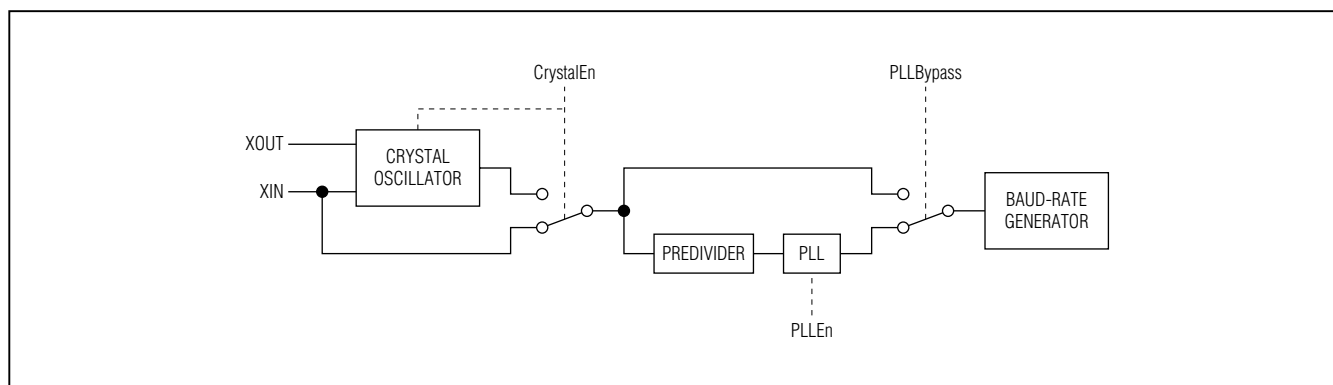 CrystalEn
PLLBypass
XOUT
XIN
CRYSTAL
OSCILLATOR
BAUD-RATE
GENERATOR
PREDIVIDER
PLL
PLLEn